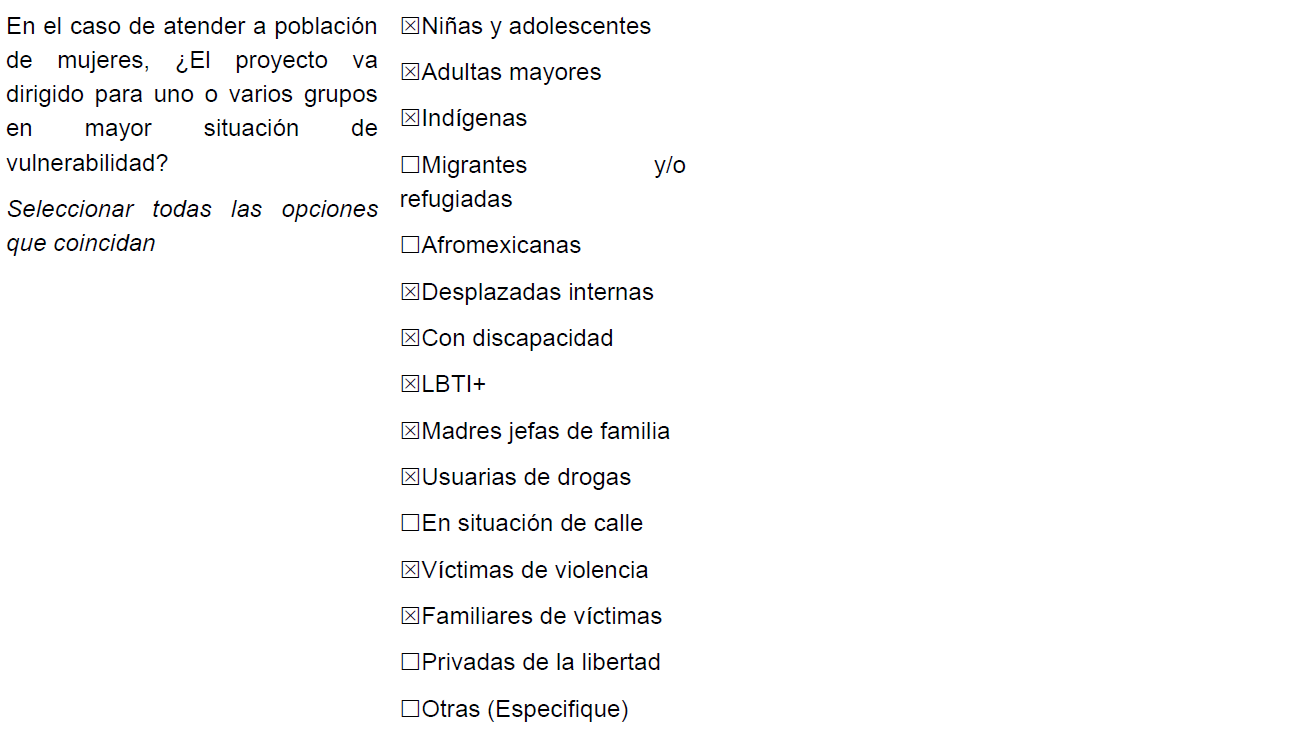 En el caso de atender a población
de mujeres, ¿El proyecto va
dirigido para uno o varios grupos
en mayor situación de
vulnerabilidad?
Seleccionar todas las opciones
que coincidan
☒Niñas y adolescentes
☒Adultas mayores
☒Indígenas
☐Migrantes y/o
refugiadas
☐Afromexicanas
☒Desplazadas internas
☒Con discapacidad
☒LBTI+
☒Madres jefas de familia
☒Usuarias de drogas
☐En situación de calle
☒Víctimas de violencia
☒Familiares de víctimas
☐Privadas de la libertad
☐Otras (Especifique)